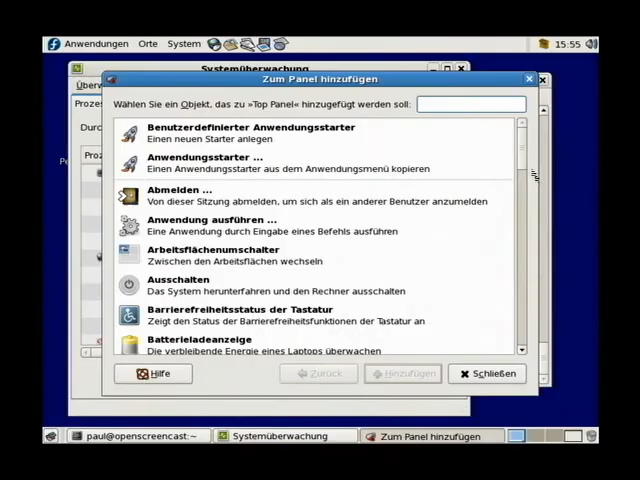 Anwendungen Orte System 15:55
Systemüberwachung
Zum Panel hinzufügen
Überw
Wählen Sie ein Objekt, das zu »Top Panel« hinzugefügt werden soll:
Prozes
Durc
Proz
Benutzerdefinierter Anwendungsstarter
Einen neuen Starter anlegen
Anwendungsstarter ...
Einen Anwendungsstarter aus dem Anwendungsmenü kopieren
Abmelden ...
Von dieser Sitzung abmelden, um sich als ein anderer Benutzer anzumelden
Anwendung ausführen ...
Eine Anwendung durch Eingabe eines Befehls ausführen
Arbeitsflächenumschalter
Zwischen den Arbeitsflächen wechseln
Ausschalten
Das System herunterfahren und den Rechner ausschalten
Barrierefreiheitsstatus der Tastatur
Zeigt den Status der Barrierefreiheitsfunktionen der Tastatur an
Batterieladeanzeige
Die verbleibende Energie eines Laptops überwachen
Hilfe Zurück Hinzufügen Schließen
paul@openscreencast:~ Systemüberwachung Zum Panel hinzufügen